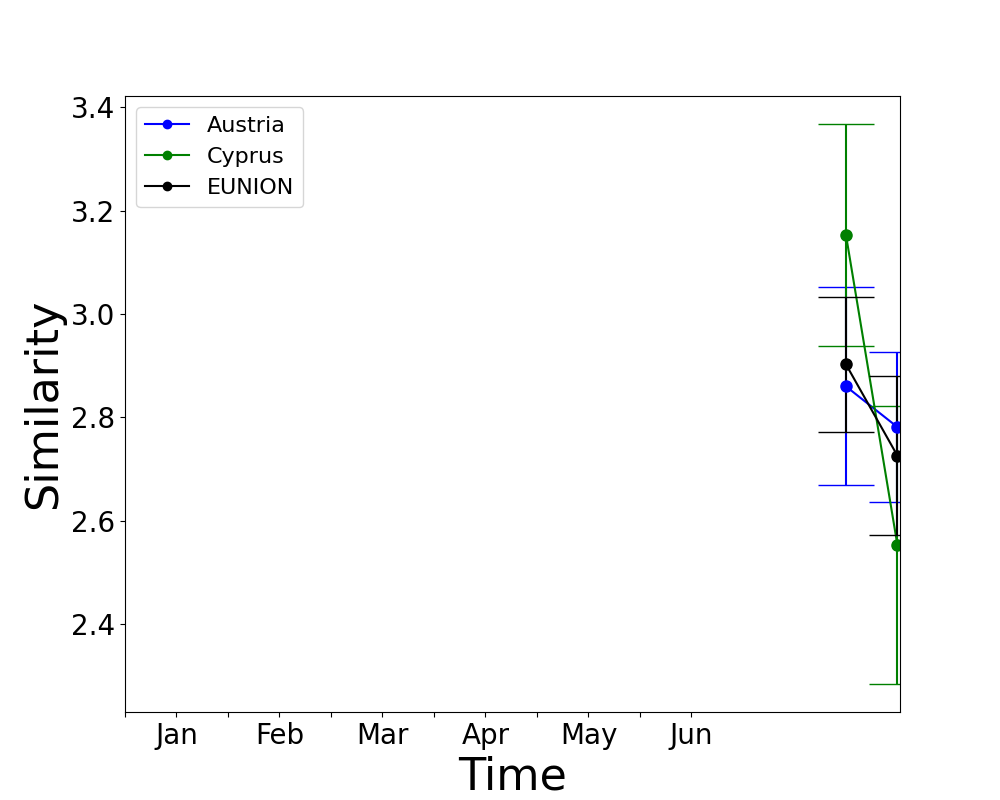 3.4
3.2
3.0
2.8
2.6
2.4
Similarity
Austria
Cyprus
EUNION
Jan Feb Mar Apr May Jun
Time